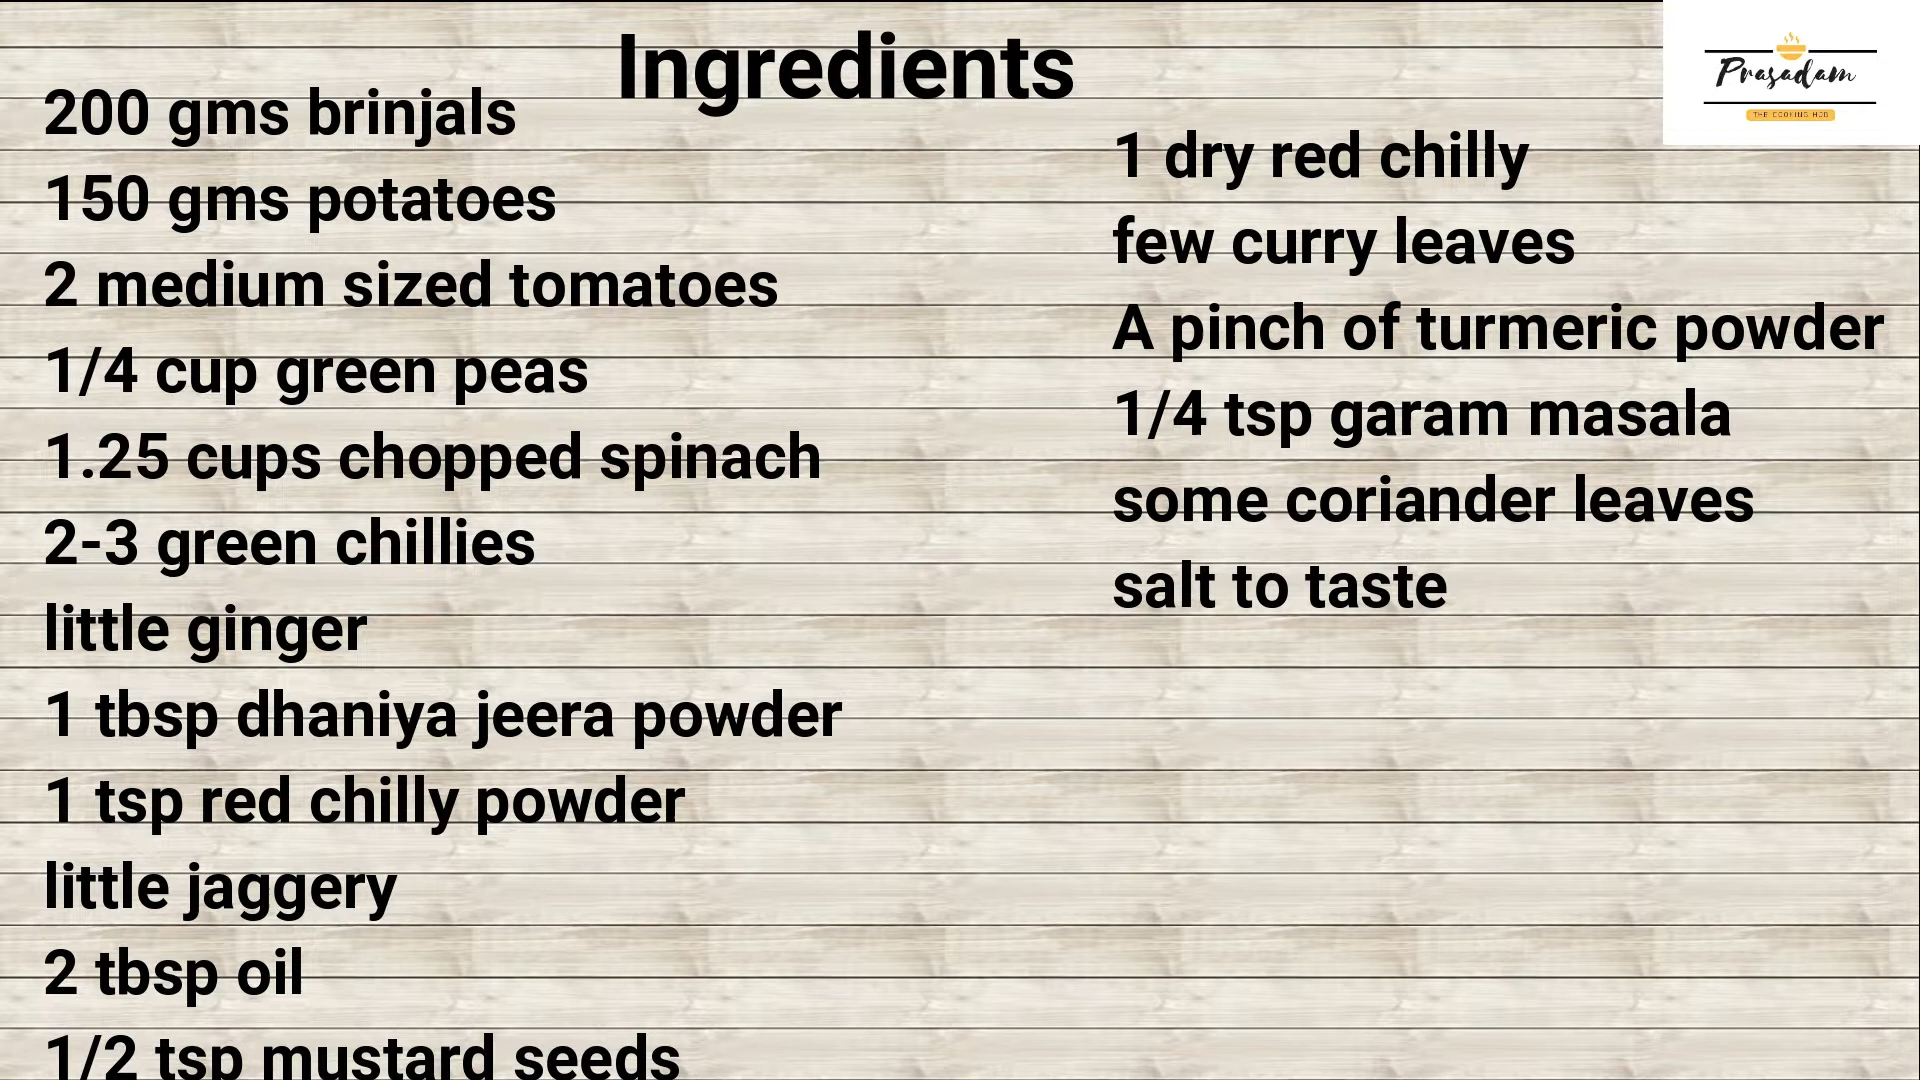 Ingredients
200 gms brinjals
150 gms potatoes
2 medium sized tomatoes
1/4 cup green peas
1.25 cups chopped spinach
2-3 green chillies
little ginger
1 tbsp dhaniya jeera powder
1 tsp red chilly powder
little jaggery
2 tbsp oil
1/2 tsp mustard seeds
1 dry red chilly
few curry leaves
A pinch of turmeric powder
1/4 tsp garam masala
some coriander leaves
salt to taste
Prasadam
THE COOKING HUB